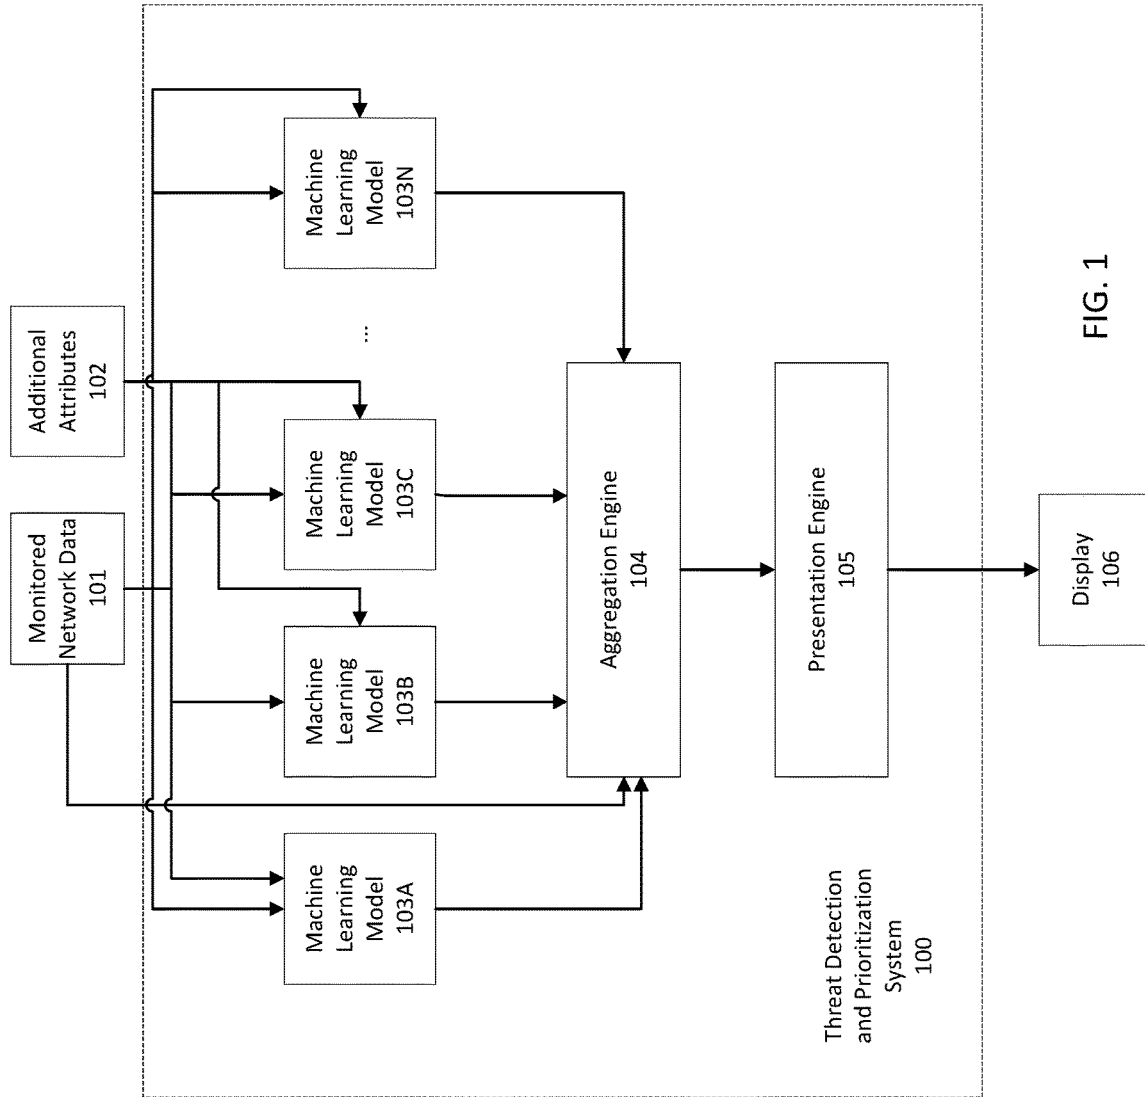 Monitored
Network Data
101
Additional
Attributes
102
Machine
Learning
Model
103A
Machine
Learning
Model
103B
Machine
Learning
Model
103C
...
Machine
Learning
Model
103N
Aggregation Engine
104
Presentation Engine
105
Threat Detection
and Prioritization
System
100
Display
106
FIG. 1